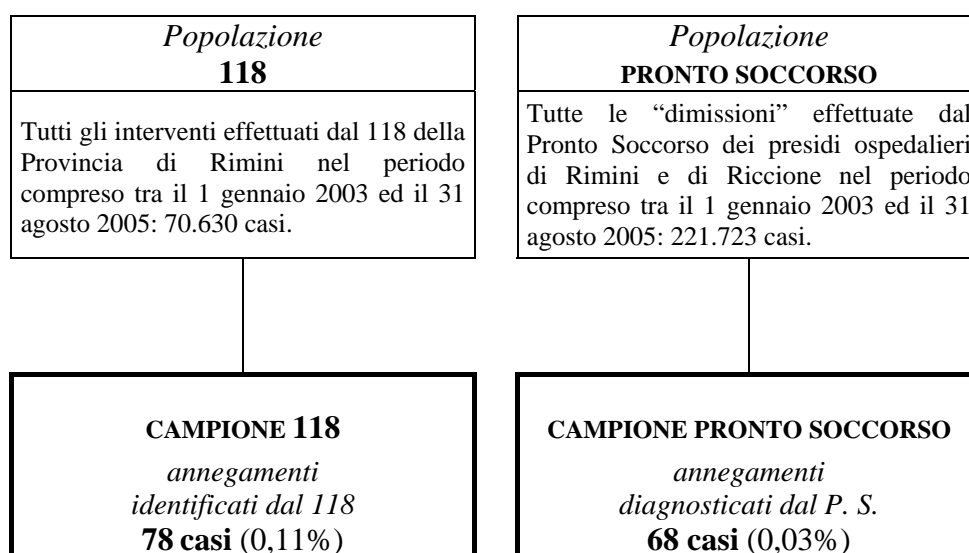 Popolazione
118
Tutti gli interventi effettuati dal 118 della
Provincia di Rimini nel periodo
compreso tra il 1 gennaio 2003 ed il 31
agosto 2005: 70.630 casi.
Popolazione
PRONTO SOCCORSO
Tutte le “dimissioni” effettuate dal
Pronto Soccorso dei presidi ospedalieri
di Rimini e di Riccione nel periodo
compreso tra il 1 gennaio 2003 ed il 31
agosto 2005: 221.723 casi.
CAMPIONE 118
annegamenti
identificati dal 118
78 casi (0,11%)
CAMPIONE PRONTO SOCCORSO
annegamenti
diagnosticati dal P. S.
68 casi (0,03%)